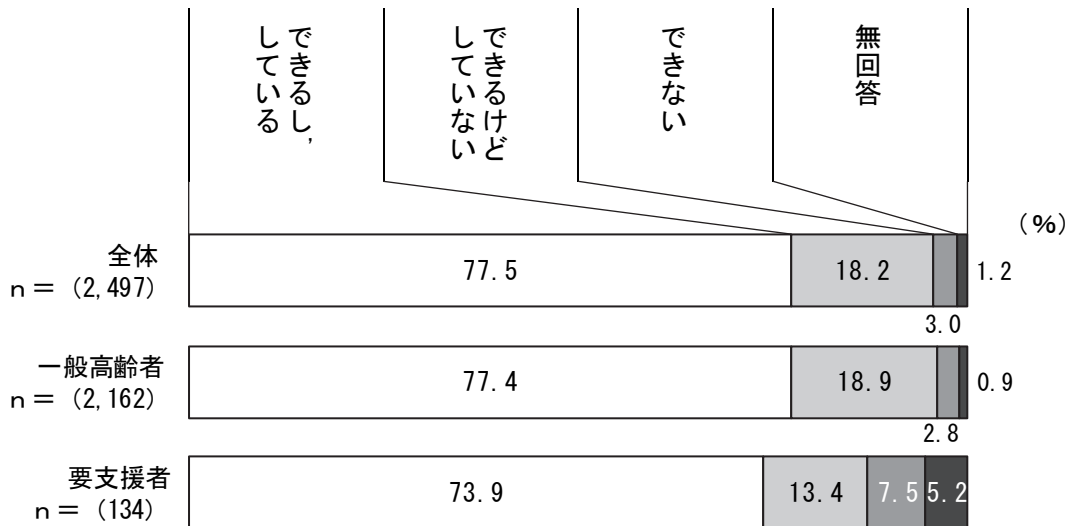 できるし，
している
できるけど
していない
できない
無回答
（%）
全体
n＝（2,497）
77.5
18.2
1.2
3.0
一般高齢者
n＝（2,162）
77.4
18.9
0.9
2.8
要支援者
n＝（134）
73.9
13.4
7.5
5.2